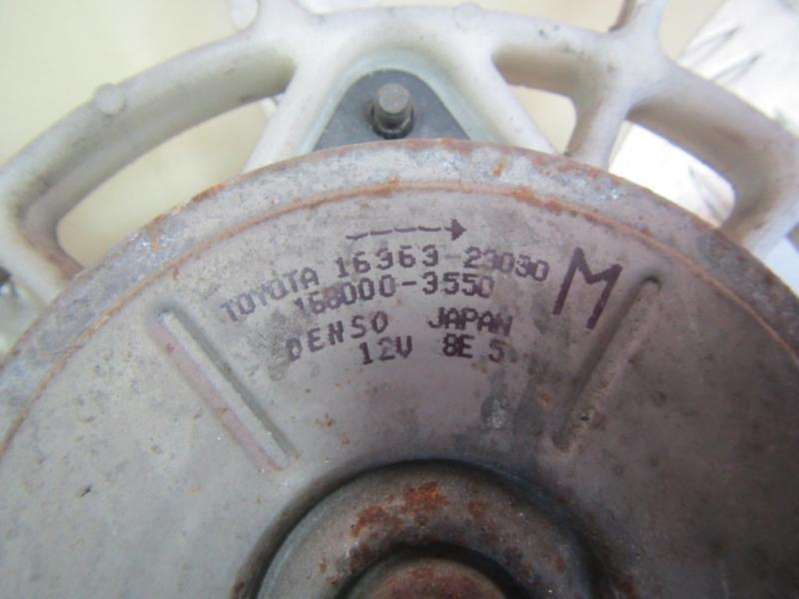 TOYOTA 16363-23030 M
168000-3550
DENSO JAPAN
12V 8E 5